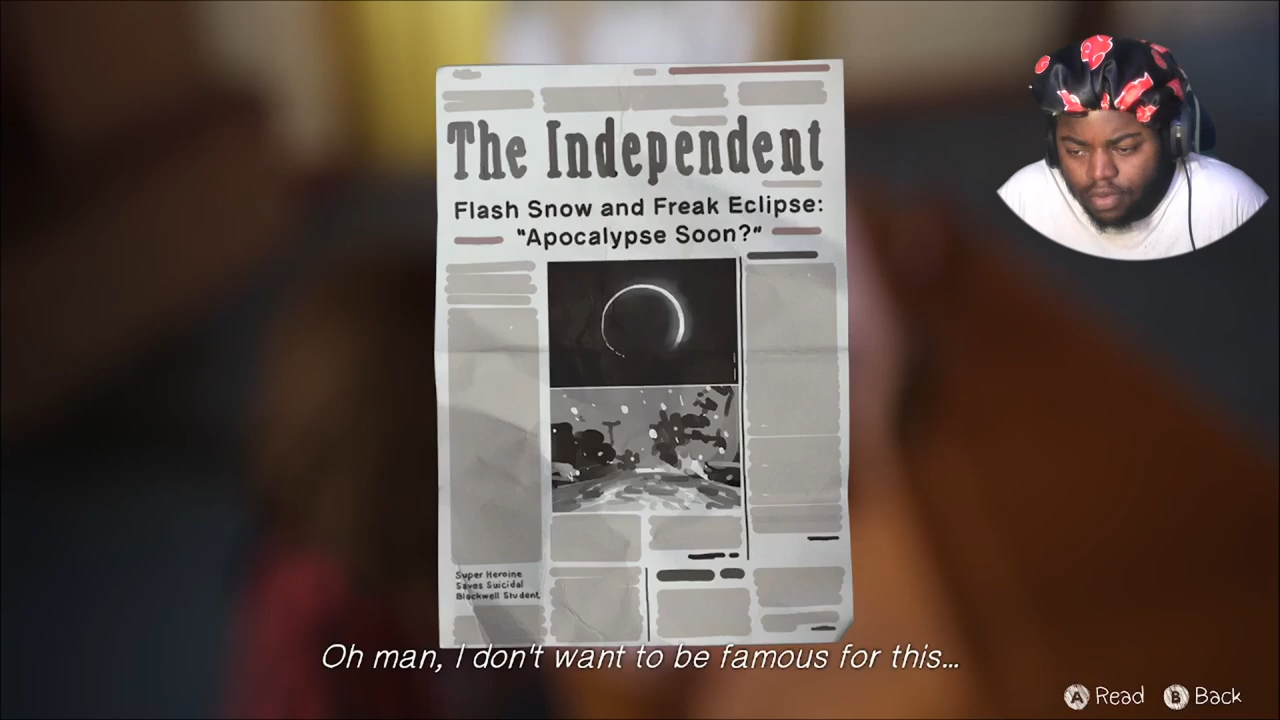 The Independent
Flash Snow and Freak Eclipse:
"Apocalypse Soon?"
Super Heroine
Saves Suicidal
Blackwell Student
Oh man, I don't want to be famous for this...
A Read B Back